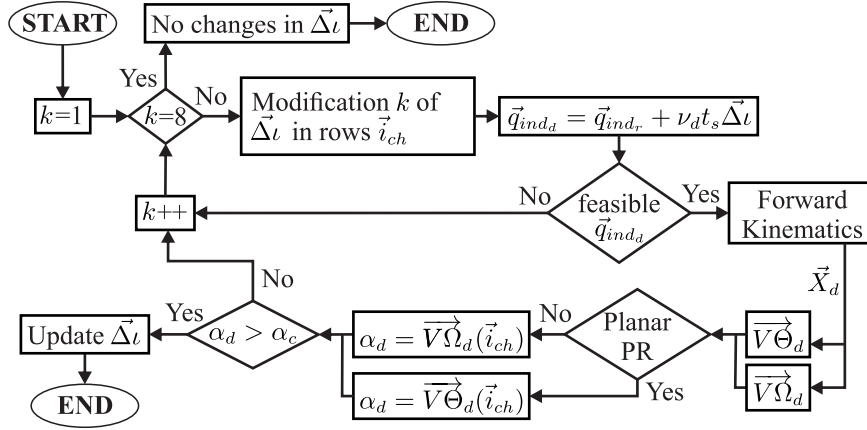 START
No changes in $\vec{\Delta\iota}$
END
Yes
k=1
k=8
No
Modification k of
$\vec{\Delta\iota}$ in rows $\vec{i}_{ch}$
$\vec{q}_{ind_d} = \vec{q}_{ind_r} + \nu_d t_s \vec{\Delta\iota}$
k++
No
feasible
$\vec{q}_{ind_d}$
Yes
Forward
Kinematics
$\vec{X}_d$
No
Update $\vec{\Delta\iota}$
Yes
$\alpha_d > \alpha_c$
$\alpha_d = \overrightarrow{V\Omega}_d(\vec{i}_{ch})$
No
Planar
PR
$\overrightarrow{V\Theta}_d$
END
$\alpha_d = \overrightarrow{V\Theta}_d(\vec{i}_{ch})$
Yes
$\overrightarrow{V\Omega}_d$